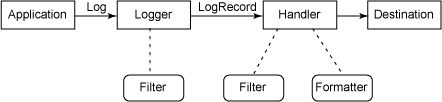 Log
LogRecord
Application
Logger
Handler
Destination
Filter
Filter
Formatter